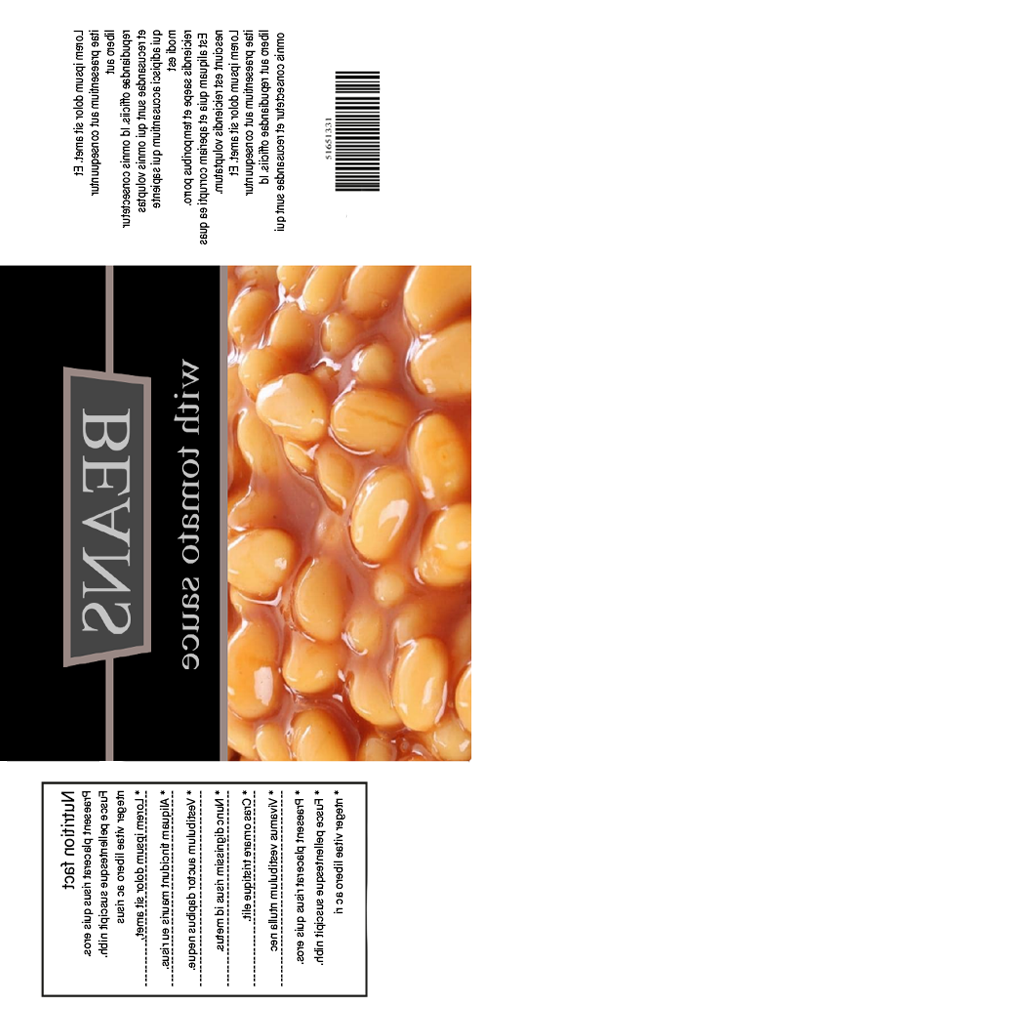 Lorem ipsum dolor sit amet. Et
iste praesentium aut consequuntur
libero aut
repudiandae officiis id omnis consectetur
et recusandae sunt qui omnis voluptas
qui adipisci accusantium qui sapiente
modi est
reiciendis saepe et temporibus porro.
Est aliquam quia et aperiam corrupti ea quas
nesciunt est reiciendis voluptatum.
Lorem ipsum dolor sit amet. Et
iste praesentium aut consequuntur
libero aut repudiandae officiis id
omnis consectetur et recusandae sunt qui
51651331
BEANS
with tomato sauce
Nutrition fact
Praesent placerat risus quis eros.
Fusce pellentesque suscipit nibh.
Integer vitae libero ac risus
* Lorem ipsum dolor sit amet,
* Aliquam tincidunt mauris eu risus.
* Vestibulum auctor dapibus neque.
* Nunc dignissim risus id metus.
* Cras ornare tristique elit.
* Vivamus vestibulum ntulla nec
* Praesent placerat risus quis eros.
* Fusce pellentesque suscipit nibh.
* Integer vitae libero ac ri